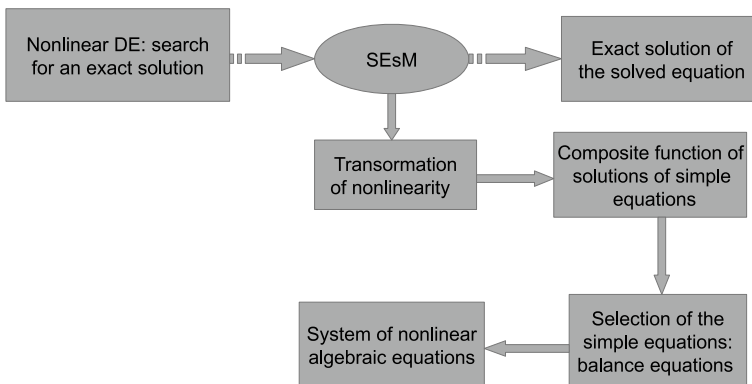 Nonlinear DE: search
for an exact solution
SEsM
Exact solution of
the solved equation
Transormation
of nonlinearity
Composite function of
solutions of simple
equations
Selection of the
simple equations:
balance equations
System of nonlinear
algebraic equations